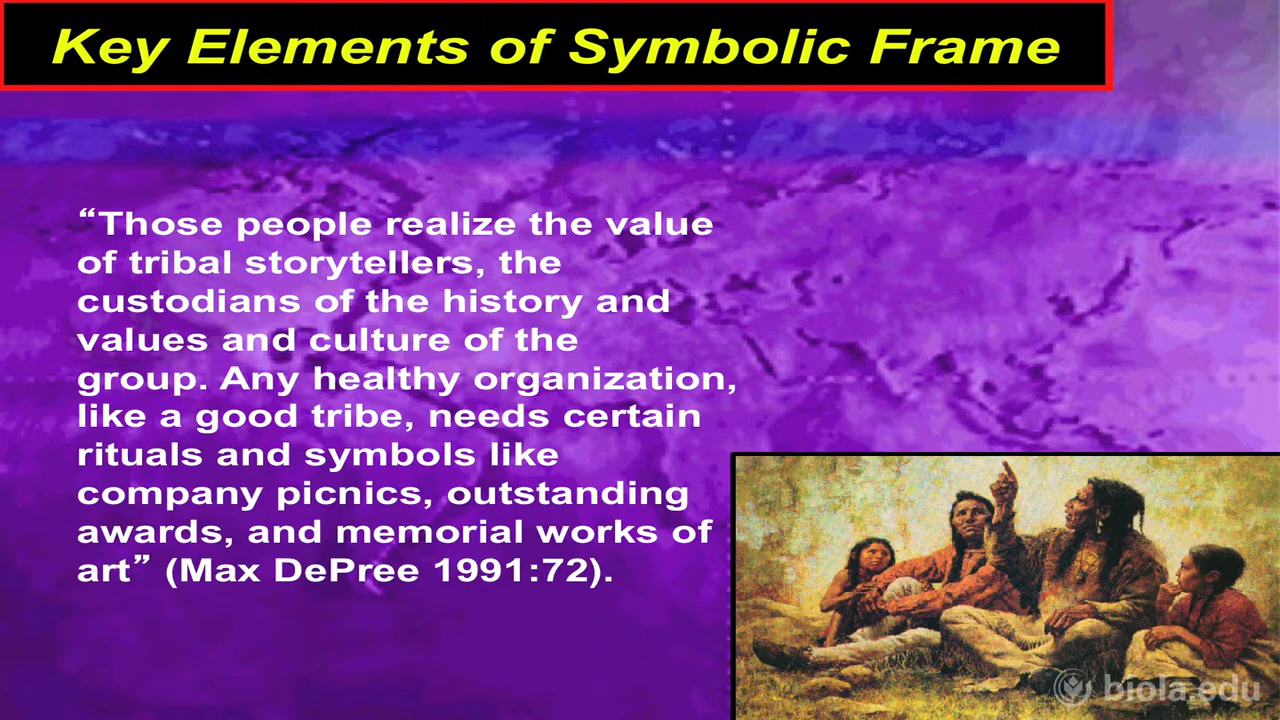 Key Elements of Symbolic Frame
“Those people realize the value
of tribal storytellers, the
custodians of the history and
values and culture of the
group. Any healthy organization,
like a good tribe, needs certain
rituals and symbols like
company picnics, outstanding
awards, and memorial works of
art” (Max DePree 1991:72).
biola.edu